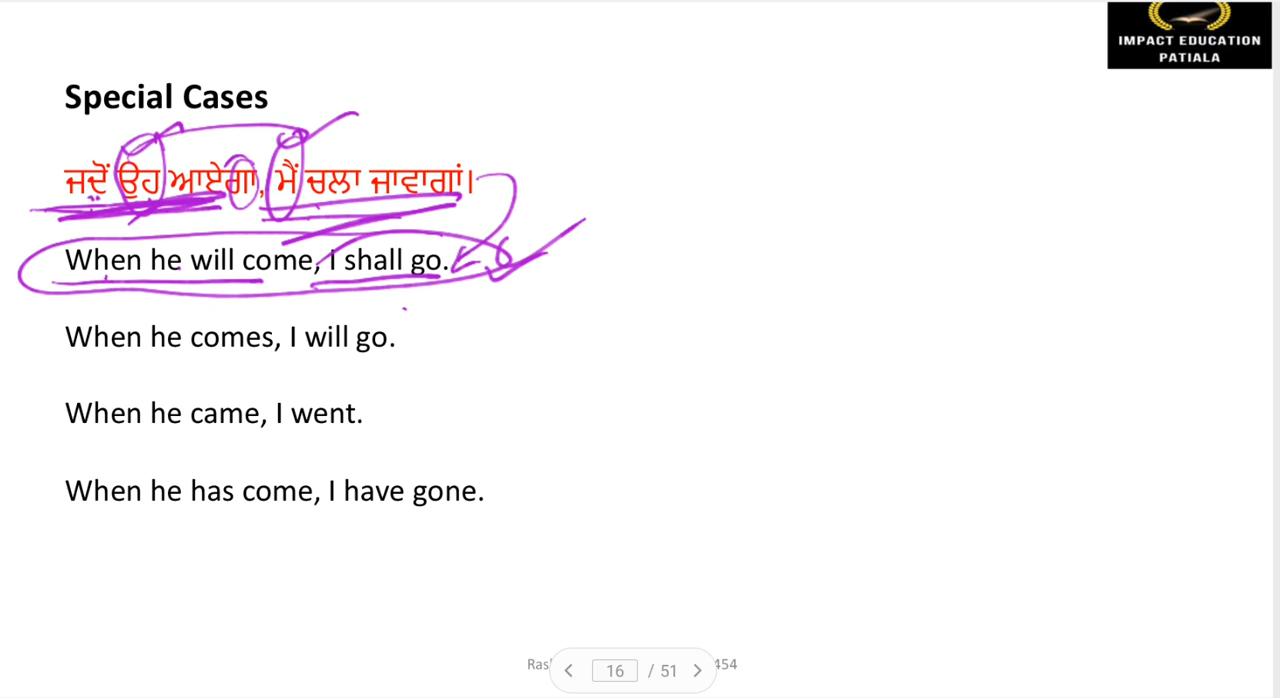 IMPACT EDUCATION
PATIALA
Special Cases
ਜਦੋਂ ਉਹ ਆਏਗਾ, ਮੈਂ ਚਲਾ ਜਾਵਾਗਾਂ।
When he will come, I shall go.
When he comes, I will go.
When he came, I went.
When he has come, I have gone.
16 / 51 454